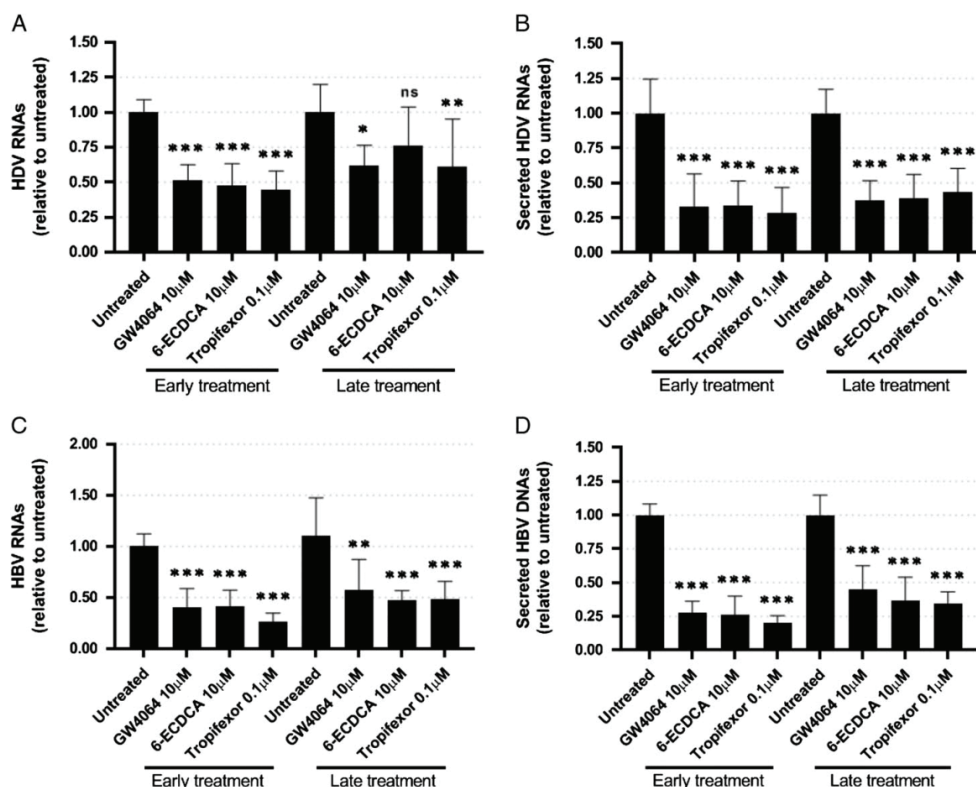 A
HDV RNAs
(relative to untreated)
1.50
1.25
1.00
0.75
0.50
0.25
0.00
***
***
***
*
ns
**
Untreated
GW4064 10μM
6-ECDCA 10μM
Tropifexor 0.1μM
Untreated
GW4064 10μM
6-ECDCA 10μM
Tropifexor 0.1μM
Early treatment
Late treament
B
Secreted HDV RNAs
(relative to untreated)
1.50
1.25
1.00
0.75
0.50
0.25
0.00
***
***
***
***
***
***
Untreated
GW4064 10μM
6-ECDCA 10μM
Tropifexor 0.1μM
Untreated
GW4064 10μM
6-ECDCA 10μM
Tropifexor 0.1μM
Early treatment
Late treatment
C
HBV RNAs
(relative to untreated)
2.00
1.50
1.00
0.50
0.00
***
***
***
**
***
***
Untreated
GW4064 10μM
6-ECDCA 10μM
Tropifexor 0.1μM
Untreated
GW4064 10μM
6-ECDCA 10μM
Tropifexor 0.1μM
Early treatment
Late treatment
D
Secreted HBV DNAs
(relative to untreated)
1.50
1.25
1.00
0.75
0.50
0.25
0.00
***
***
***
***
***
***
Untreated
GW4064 10μM
6-ECDCA 10μM
Tropifexor 0.1μM
Untreated
GW4064 10μM
6-ECDCA 10μM
Tropifexor 0.1μM
Early treatment
Late treatment